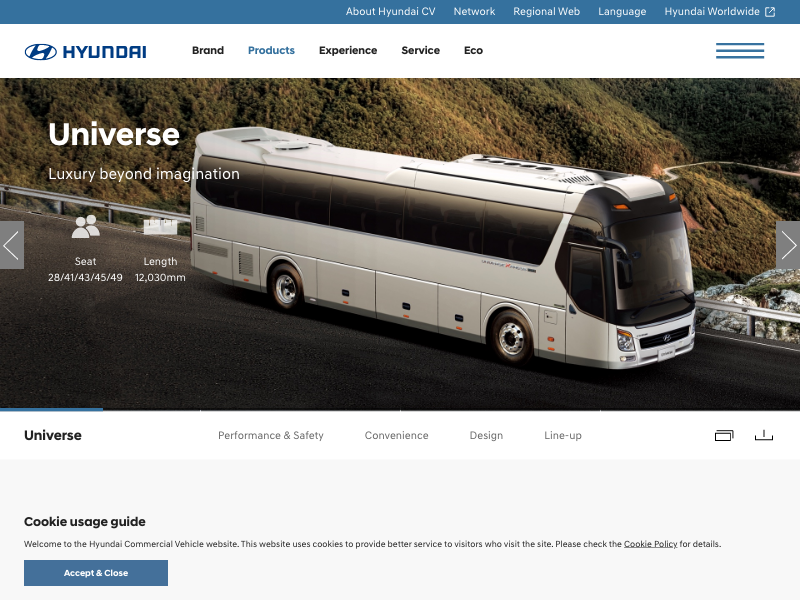 About Hyundai CV Network Regional Web Language Hyundai Worldwide
HYUNDAI Brand Products Experience Service Eco
Universe
Luxury beyond imagination
Seat Length
28/41/43/45/49 12,030mm
Universe Performance & Safety Convenience Design Line-up
Cookie usage guide
Welcome to the Hyundai Commercial Vehicle website. This website uses cookies to provide better service to visitors who visit the site. Please check the Cookie Policy for details.
Accept & Close